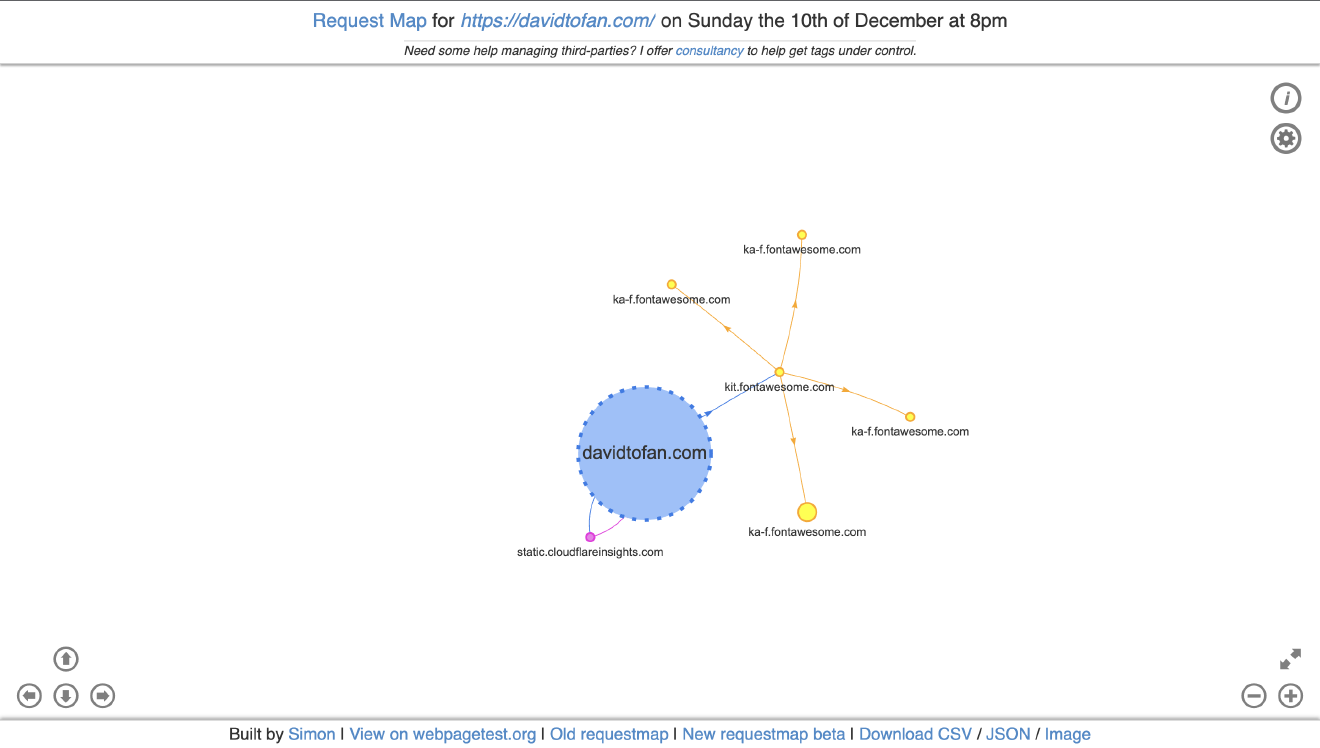 Request Map for https://davidtofan.com/ on Sunday the 10th of December at 8pm
Need some help managing third-parties? I offer consultancy to help get tags under control.
i
ka-f.fontawesome.com
ka-f.fontawesome.com
kit.fontawesome.com
ka-f.fontawesome.com
davidtofan.com
ka-f.fontawesome.com
static.cloudflareinsights.com
Built by Simon | View on webpagetest.org | Old requestmap | New requestmap beta | Download CSV / JSON / Image